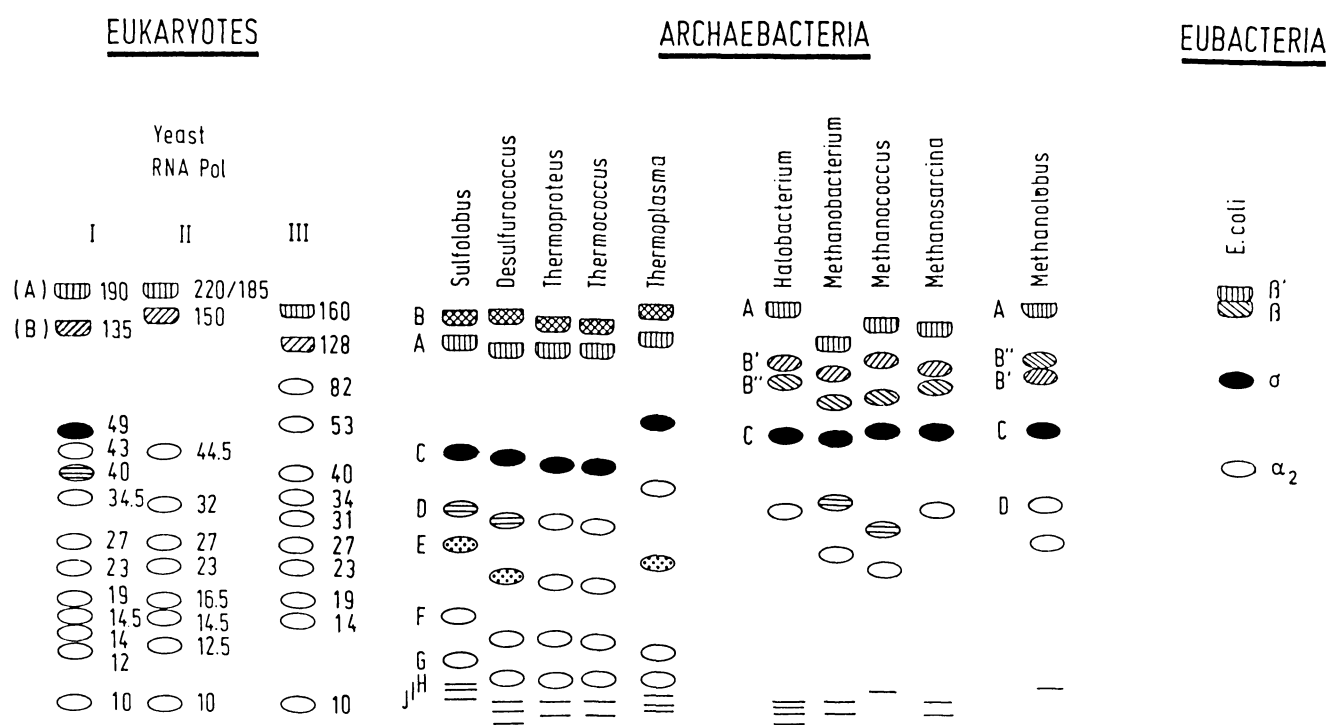 EUKARYOTES
ARCHAEBACTERIA
EUBACTERIA
Yeast
RNA Pol
I II III
Sulfolobus
Desulfurococcus
Thermoproteus
Thermococcus
Thermoplasma
Halobacterium
Methanobacterium
Methanococcus
Methanosarcina
Methanolobus
E. coli
(A) 190
(B) 135
49
43
40
34.5
27
23
19
14.5
14
12
10
220/185
150
44.5
32
27
23
16.5
14.5
12.5
10
160
128
82
53
40
34
31
27
23
19
14
10
B
A
C
D
E
F
G
H
I
J
A
B'
B''
C
A
B''
B'
C
D
β'
β
σ
α2